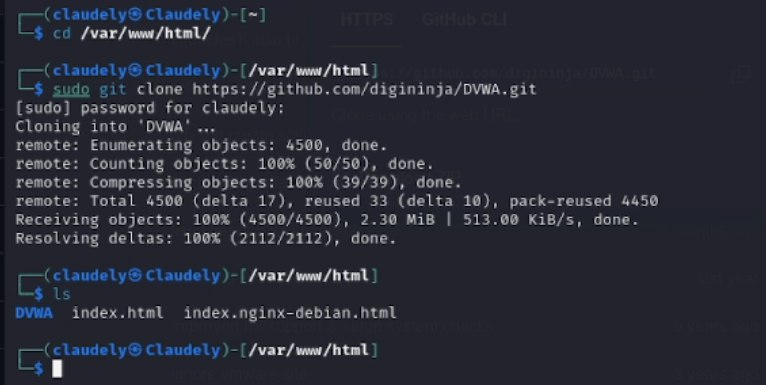 HTTPS GitHub CLI
┌──(claudely㉿Claudely)-[~]
└─$ cd /var/www/html/
┌──(claudely㉿Claudely)-[/var/www/html]
└─$ sudo git clone https://github.com/digininja/DVWA.git
[sudo] password for claudely:
Cloning into 'DVWA'...
remote: Enumerating objects: 4500, done.
remote: Counting objects: 100% (50/50), done.
remote: Compressing objects: 100% (39/39), done.
remote: Total 4500 (delta 17), reused 33 (delta 10), pack-reused 4450
Receiving objects: 100% (4500/4500), 2.30 MiB | 513.00 KiB/s, done.
Resolving deltas: 100% (2112/2112), done.
┌──(claudely㉿Claudely)-[/var/www/html]
└─$ ls
DVWA index.html index.nginx-debian.html
┌──(claudely㉿Claudely)-[/var/www/html]
└─$